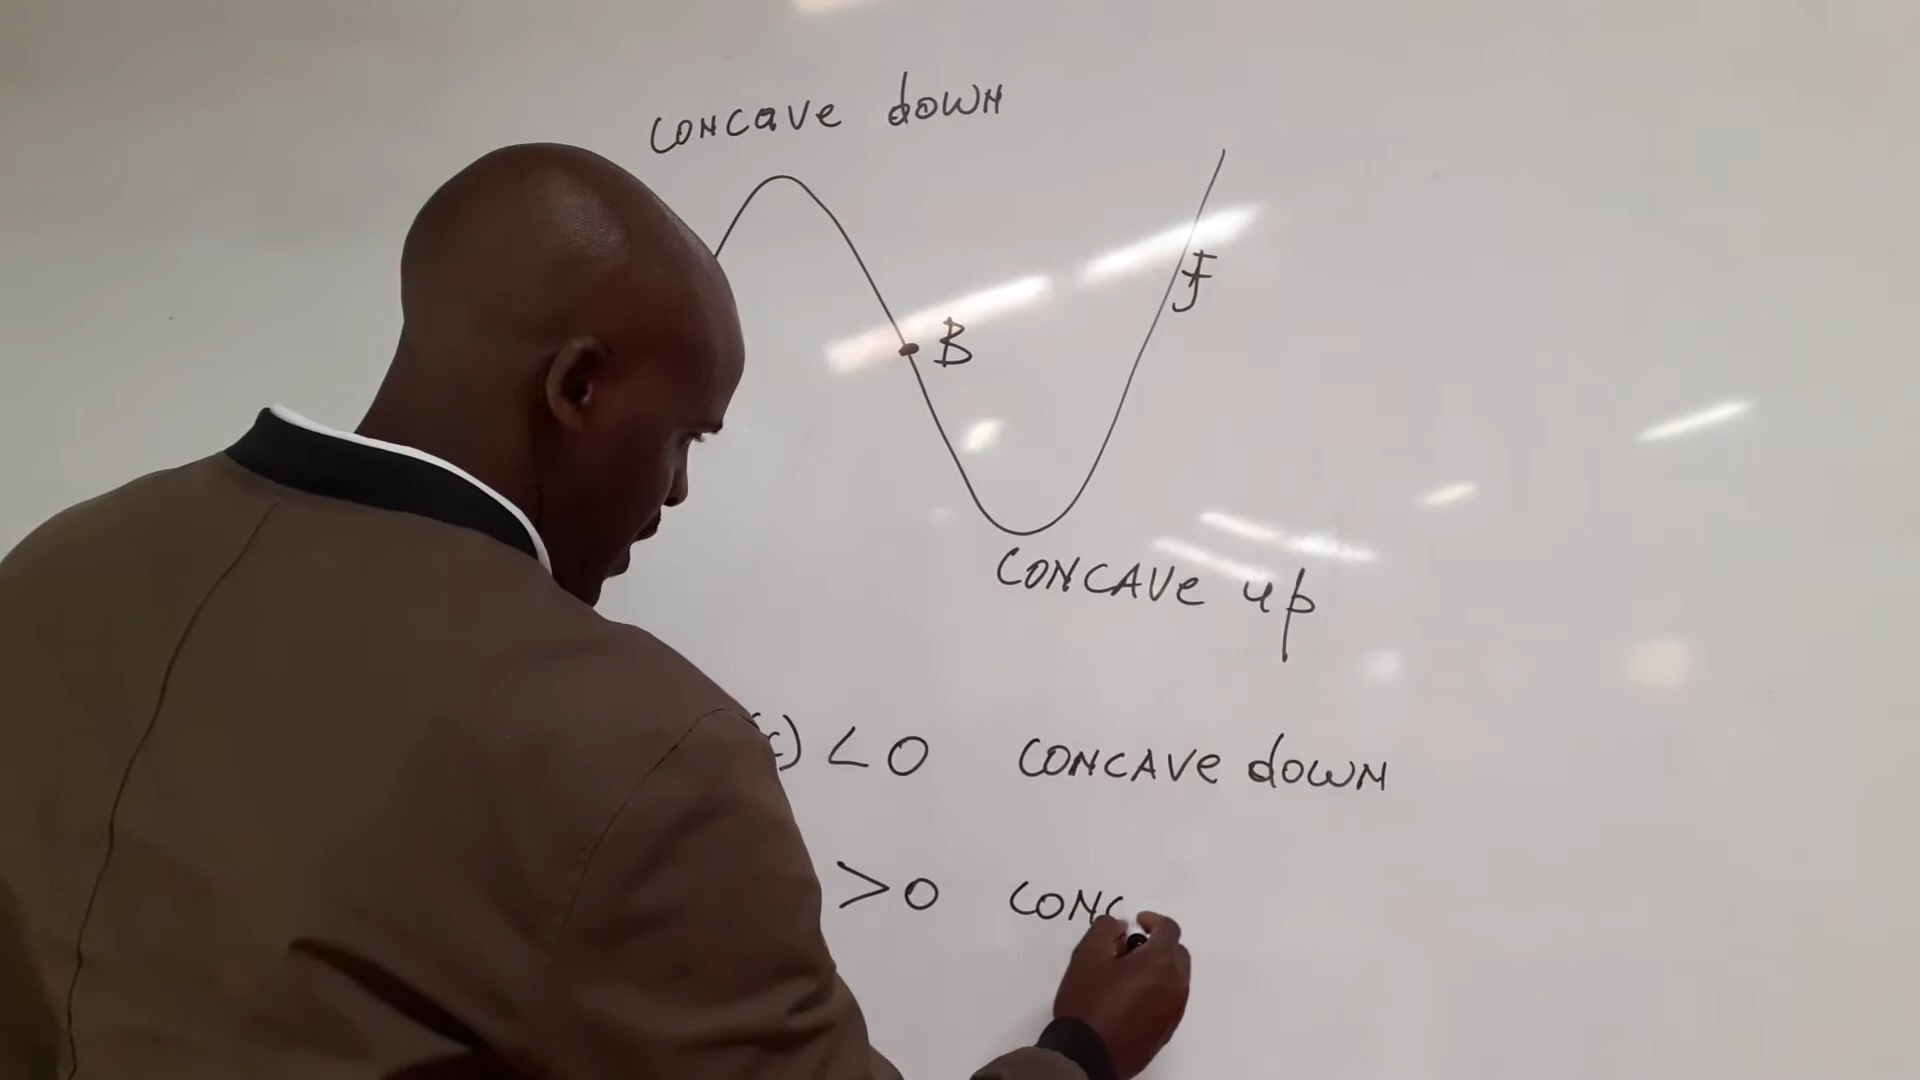 CONCAVE down
f
B
CONCAVE up
) < 0 CONCAVE down
> 0 CONC